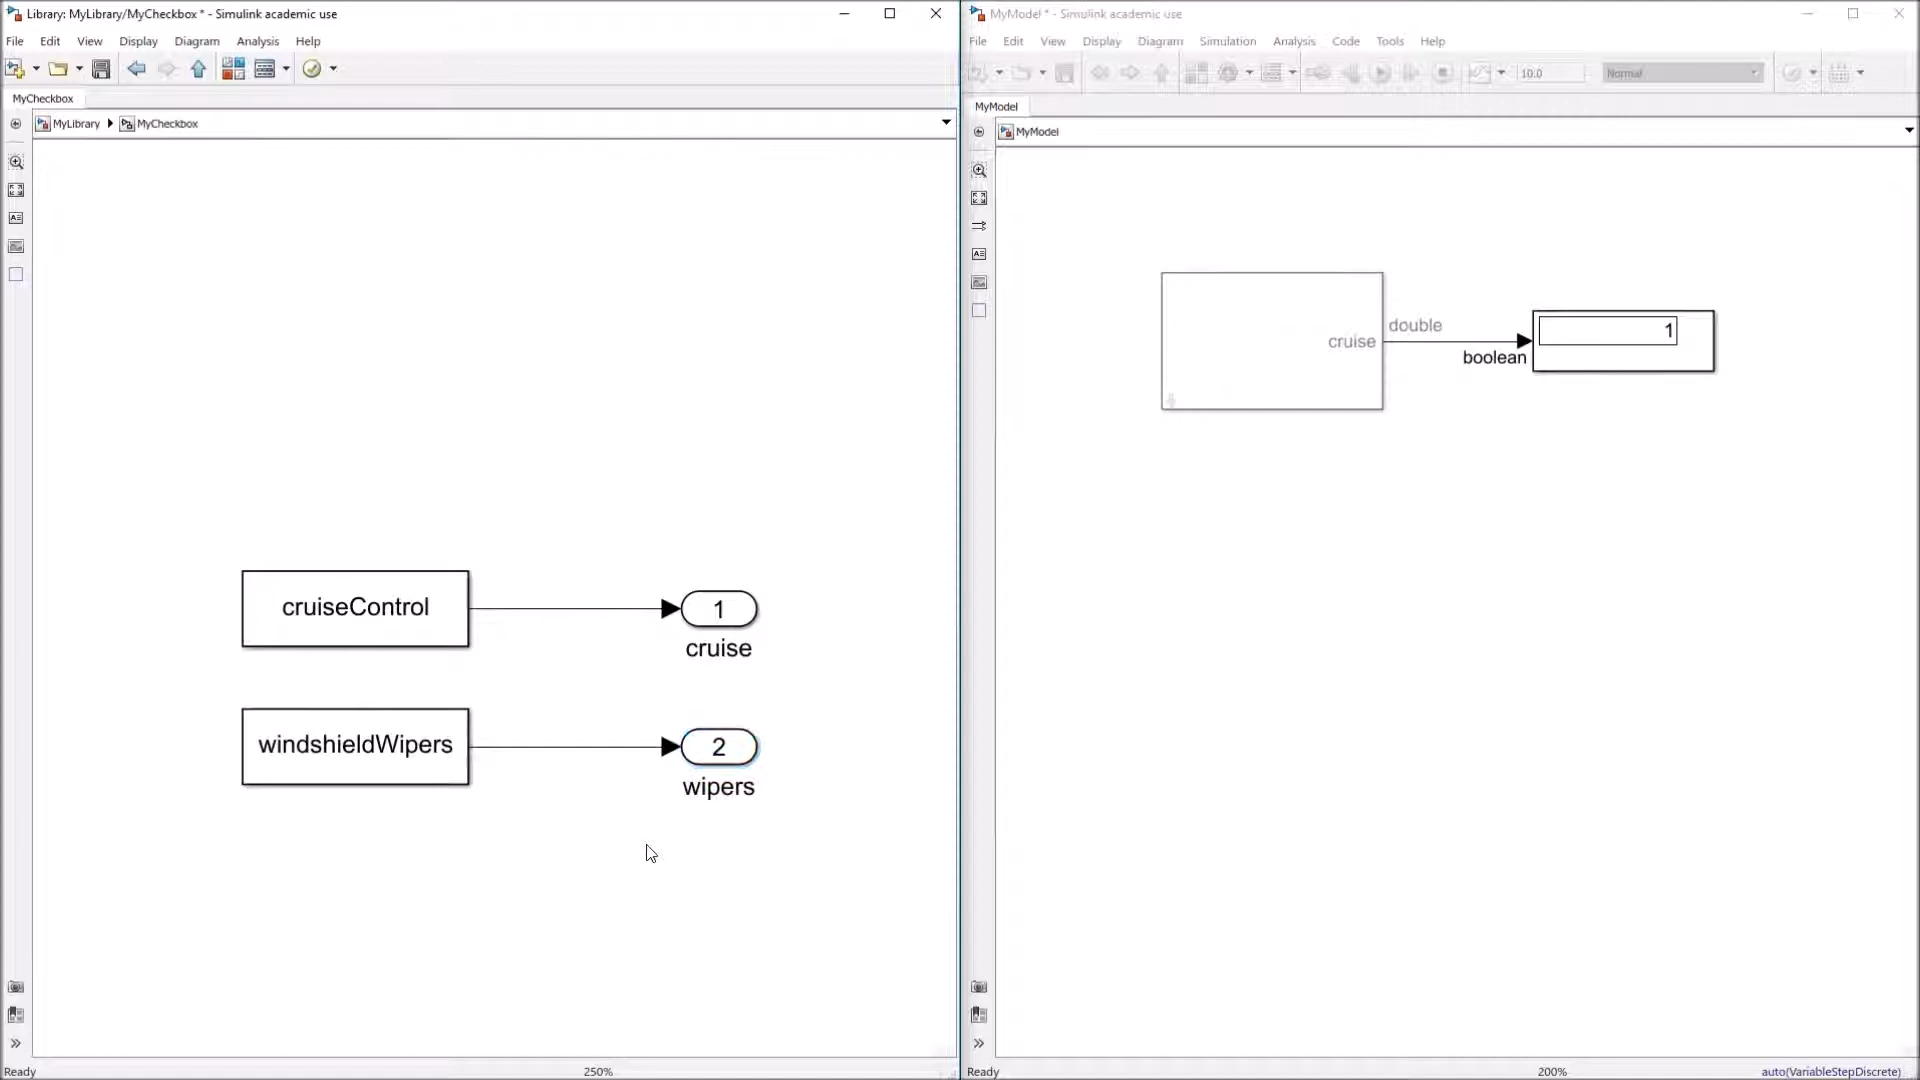 Library: MyLibrary/MyCheckbox * - Simulink academic use
File Edit View Display Diagram Analysis Help
MyCheckbox
MyLibrary MyCheckbox
cruiseControl
1
cruise
windshieldWipers
2
wipers
Ready
250%
MyModel * - Simulink academic use
File Edit View Display Diagram Simulation Analysis Code Tools Help
10.0
Normal
MyModel
MyModel
double
1
cruise
boolean
Ready
200%
auto(VariableStepDiscrete)